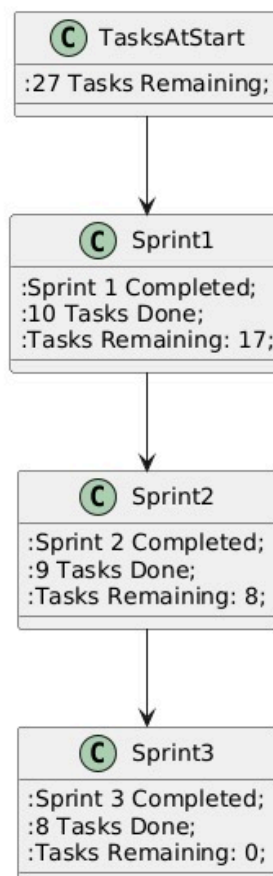 C TasksAtStart
:27 Tasks Remaining;
C Sprint1
:Sprint 1 Completed;
:10 Tasks Done;
:Tasks Remaining: 17;
C Sprint2
:Sprint 2 Completed;
:9 Tasks Done;
:Tasks Remaining: 8;
C Sprint3
:Sprint 3 Completed;
:8 Tasks Done;
:Tasks Remaining: 0;